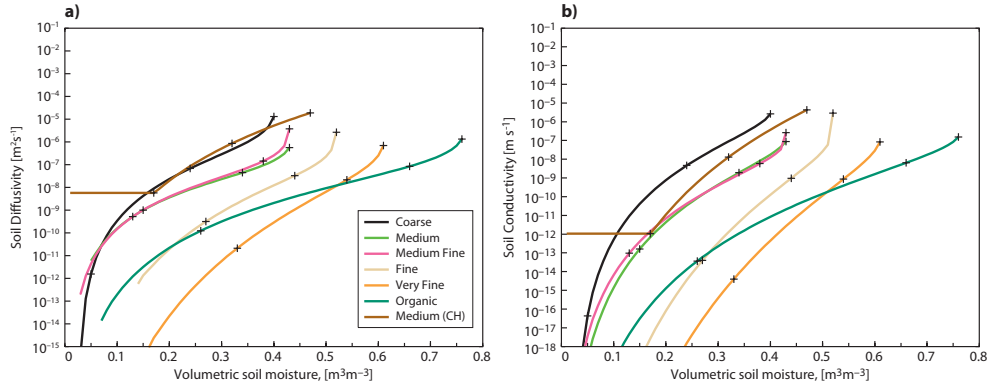 a)
Soil Diffusivity [m²s⁻¹]
10⁻¹
10⁻²
10⁻³
10⁻⁴
10⁻⁵
10⁻⁶
10⁻⁷
10⁻⁸
10⁻⁹
10⁻¹⁰
10⁻¹¹
10⁻¹²
10⁻¹³
10⁻¹⁴
10⁻¹⁵
0 0.1 0.2 0.3 0.4 0.5 0.6 0.7 0.8
Volumetric soil moisture, [m³m⁻³]
Coarse
Medium
Medium Fine
Fine
Very Fine
Organic
Medium (CH)
b)
Soil Conductivity [m s⁻¹]
10⁻¹
10⁻²
10⁻³
10⁻⁴
10⁻⁵
10⁻⁶
10⁻⁷
10⁻⁸
10⁻⁹
10⁻¹⁰
10⁻¹¹
10⁻¹²
10⁻¹³
10⁻¹⁴
10⁻¹⁵
10⁻¹⁶
10⁻¹⁷
10⁻¹⁸
0 0.1 0.2 0.3 0.4 0.5 0.6 0.7 0.8
Volumetric soil moisture, [m³m⁻³]